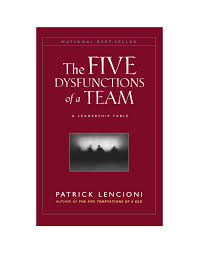 NATIONAL BEST-SELLER
The FIVE
DYSFUNCTIONS
of a TEAM
A LEADERSHIP FABLE
PATRICK LENCIONI
AUTHOR OF THE FIVE TEMPTATIONS OF A CEO